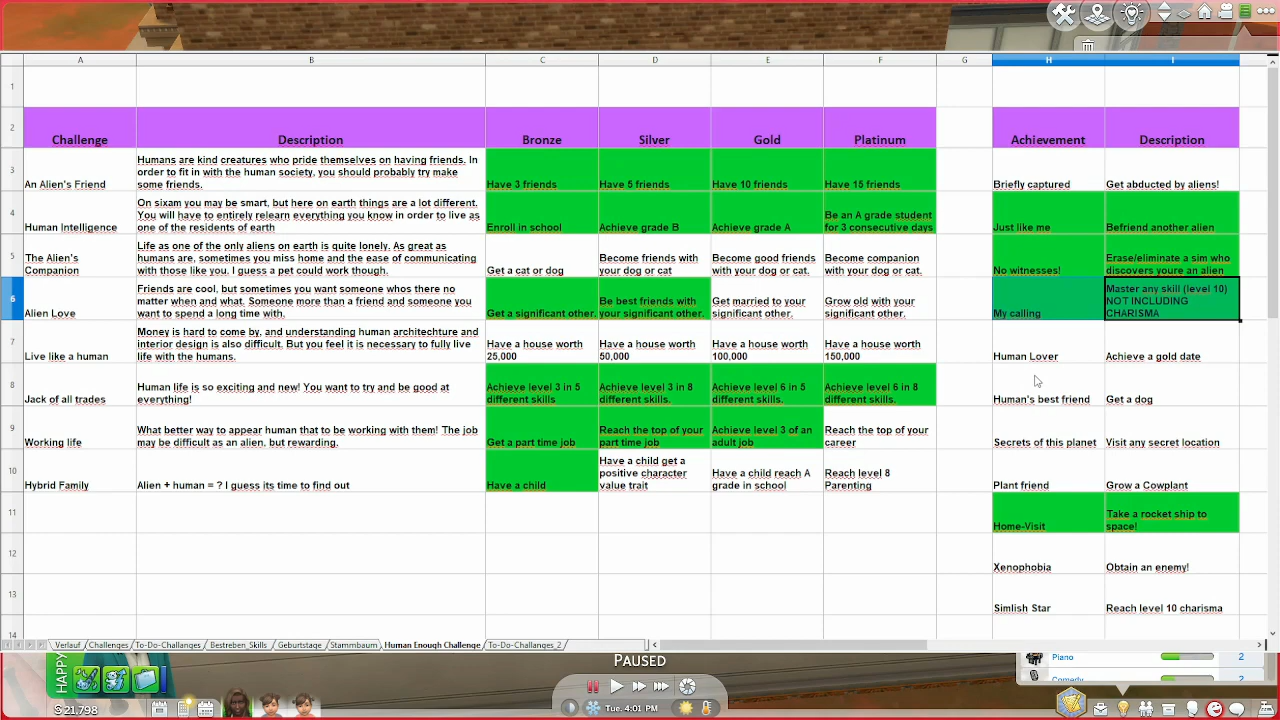 A B C D E F G H I
1
2 Challenge Description Bronze Silver Gold Platinum Achievement Description
3
Humans are kind creatures who pride themselves on having friends. In
order to fit in with the human society, you should probably try make
An Alien's Friend some friends. Have 3 friends Have 5 friends Have 10 friends Have 15 friends Briefly captured Get abducted by aliens!
4
On sixam you may be smart, but here on earth things are a lot different.
You will have to entirely relearn everything you know in order to live as Be an A grade student
Human Intelligence one of the residents of earth Enroll in school Achieve grade B Achieve grade A for 3 consecutive days Just like me Befriend another alien
5
Life as one of the only aliens on earth is quite lonely. As great as
The Alien's humans are, sometimes you miss home and the ease of communicating Become friends with Become good friends Become companion Erase/eliminate a sim who
Companion with those like you. I guess a pet could work though. Get a cat or dog your dog or cat with your dog or cat. with your dog or cat. No witnesses! discovers youre an alien
6
Friends are cool, but sometimes you want someone whos there no Master any skill (level 10)
matter when and what. Someone more than a friend and someone you Be best friends with Get married to your Grow old with your NOT INCLUDING
Alien Love want to spend a long time with. Get a significant other. your significant other. significant other. significant other. My calling CHARISMA
7
Money is hard to come by, and understanding human architechture and
interior design is also difficult. But you feel it is necessary to fully live Have a house worth Have a house worth Have a house worth Have a house worth
Live like a human life with the humans. 25,000 50,000 100,000 150,000 Human Lover Achieve a gold date
8
Human life is so exciting and new! You want to try and be good at Achieve level 3 in 5 Achieve level 3 in 8 Achieve level 6 in 5 Achieve level 6 in 8
Jack of all trades everything! different skills different skills. different skills. different skills. Human's best friend Get a dog
9
What better way to appear human that to be working with them! The job Reach the top of your Achieve level 3 of an Reach the top of your
Working life may be difficult as an alien, but rewarding. Get a part time job part time job adult job career Secrets of this planet Visit any secret location
10
Have a child get a
positive character Have a child reach A Reach level 8
Hybrid Family Alien + human = ? I guess its time to find out Have a child value trait grade in school Parenting Plant friend Grow a Cowplant
11
Take a rocket ship to
Home-Visit space!
12
Xenophobia Obtain an enemy!
13
Simlish Star Reach level 10 charisma
14
Verlauf Challenges To-Do-Challanges Bestreben_Skills Geburtstage Stammbaum Human Enough Challenge To-Do-Challanges_2
HAPPY
PAUSED
Piano 2
Comedy 2
§21,798
Tue. 4:01 PM